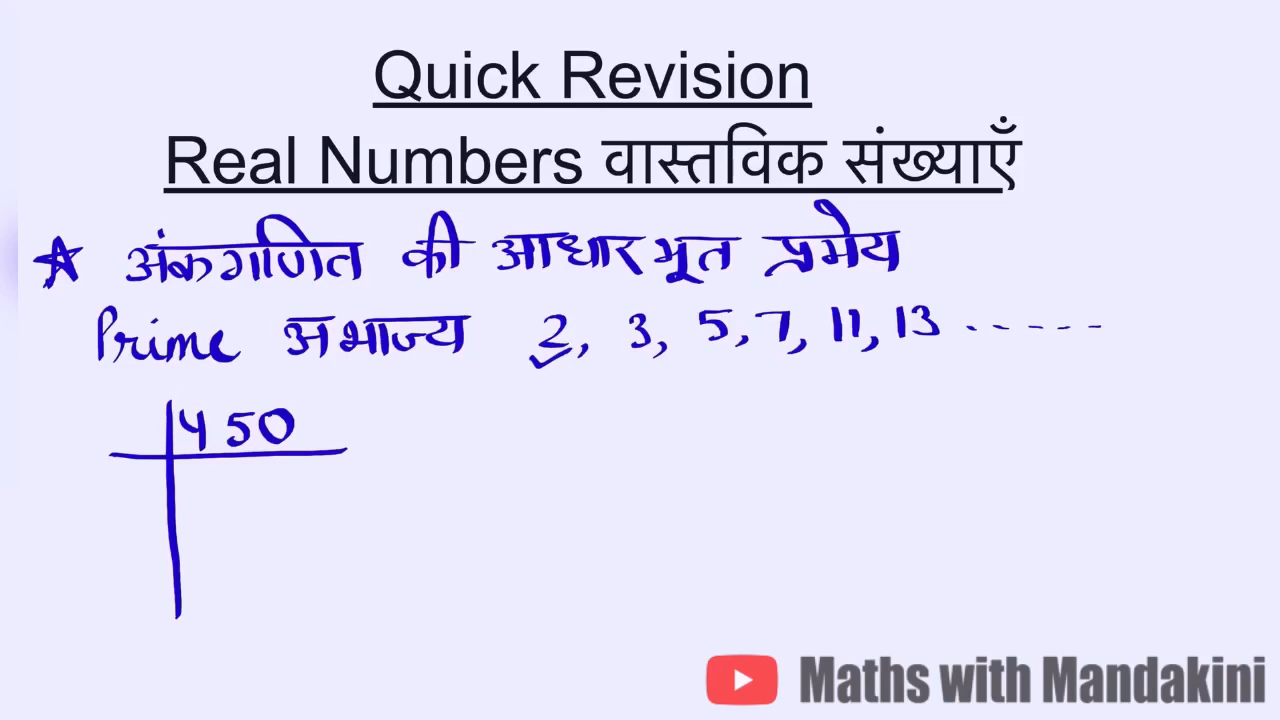 Quick Revision
Real Numbers वास्तविक संख्याएँ
★ अंकगणित की आधारभूत प्रमेय
Prime अभाज्य 2, 3, 5, 7, 11, 13 ------
450
Maths with Mandakini